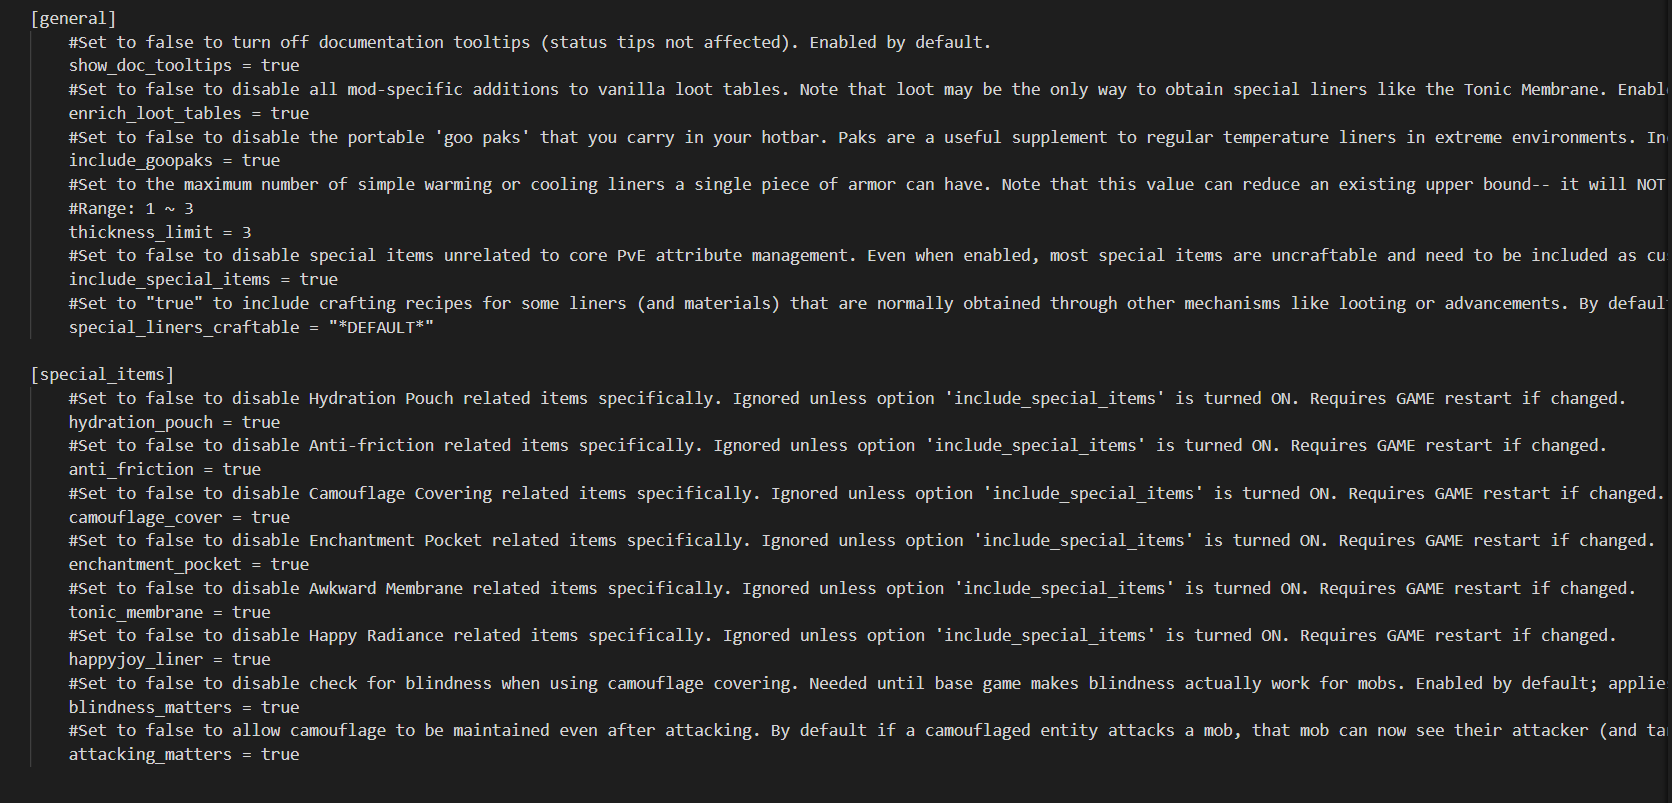 [general]
#Set to false to turn off documentation tooltips (status tips not affected). Enabled by default.
show_doc_tooltips = true
#Set to false to disable all mod-specific additions to vanilla loot tables. Note that loot may be the only way to obtain special liners like the Tonic Membrane.
enrich_loot_tables = true
#Set to false to disable the portable 'goo paks' that you carry in your hotbar. Paks are a useful supplement to regular temperature liners in extreme environments.
include_goopaks = true
#Set to the maximum number of simple warming or cooling liners a single piece of armor can have. Note that this value can reduce an existing upper bound-- it will NOT
#Range: 1 ~ 3
thickness_limit = 3
#Set to false to disable special items unrelated to core PvE attribute management. Even when enabled, most special items are uncraftable and need to be included as
include_special_items = true
#Set to "true" to include crafting recipes for some liners (and materials) that are normally obtained through other mechanisms like looting or advancements. By
special_liners_craftable = "*DEFAULT*"
[special_items]
#Set to false to disable Hydration Pouch related items specifically. Ignored unless option 'include_special_items' is turned ON. Requires GAME restart if changed.
hydration_pouch = true
#Set to false to disable Anti-friction related items specifically. Ignored unless option 'include_special_items' is turned ON. Requires GAME restart if changed.
anti_friction = true
#Set to false to disable Camouflage Covering related items specifically. Ignored unless option 'include_special_items' is turned ON. Requires GAME restart if changed.
camouflage_cover = true
#Set to false to disable Enchantment Pocket related items specifically. Ignored unless option 'include_special_items' is turned ON. Requires GAME restart if changed.
enchantment_pocket = true
#Set to false to disable Awkward Membrane related items specifically. Ignored unless option 'include_special_items' is turned ON. Requires GAME restart if changed.
tonic_membrane = true
#Set to false to disable Happy Radiance related items specifically. Ignored unless option 'include_special_items' is turned ON. Requires GAME restart if changed.
happyjoy_liner = true
#Set to false to disable check for blindness when using camouflage covering. Needed until base game makes blindness actually work for mobs. Enabled by default;
blindness_matters = true
#Set to false to allow camouflage to be maintained even after attacking. By default if a camouflaged entity attacks a mob, that mob can now see their attacker (and
attacking_matters = true